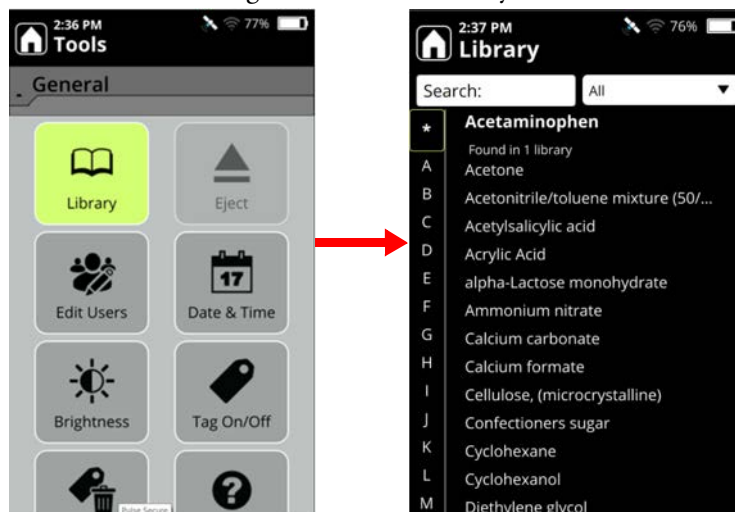 2:36 PM 77%
Tools
General
Library
Eject
17
Edit Users
Date & Time
Brightness
Tag On/Off
?
Pulse Secure
2:37 PM 76%
Library
Search:
All
*
Acetaminophen
Found in 1 library
A
Acetone
B
Acetonitrile/toluene mixture (50/...
C
Acetylsalicylic acid
D
Acrylic Acid
E
alpha-Lactose monohydrate
F
Ammonium nitrate
G
Calcium carbonate
H
Calcium formate
I
Cellulose, (microcrystalline)
J
Confectioners sugar
K
Cyclohexane
L
Cyclohexanol
M
Diethylene glycol